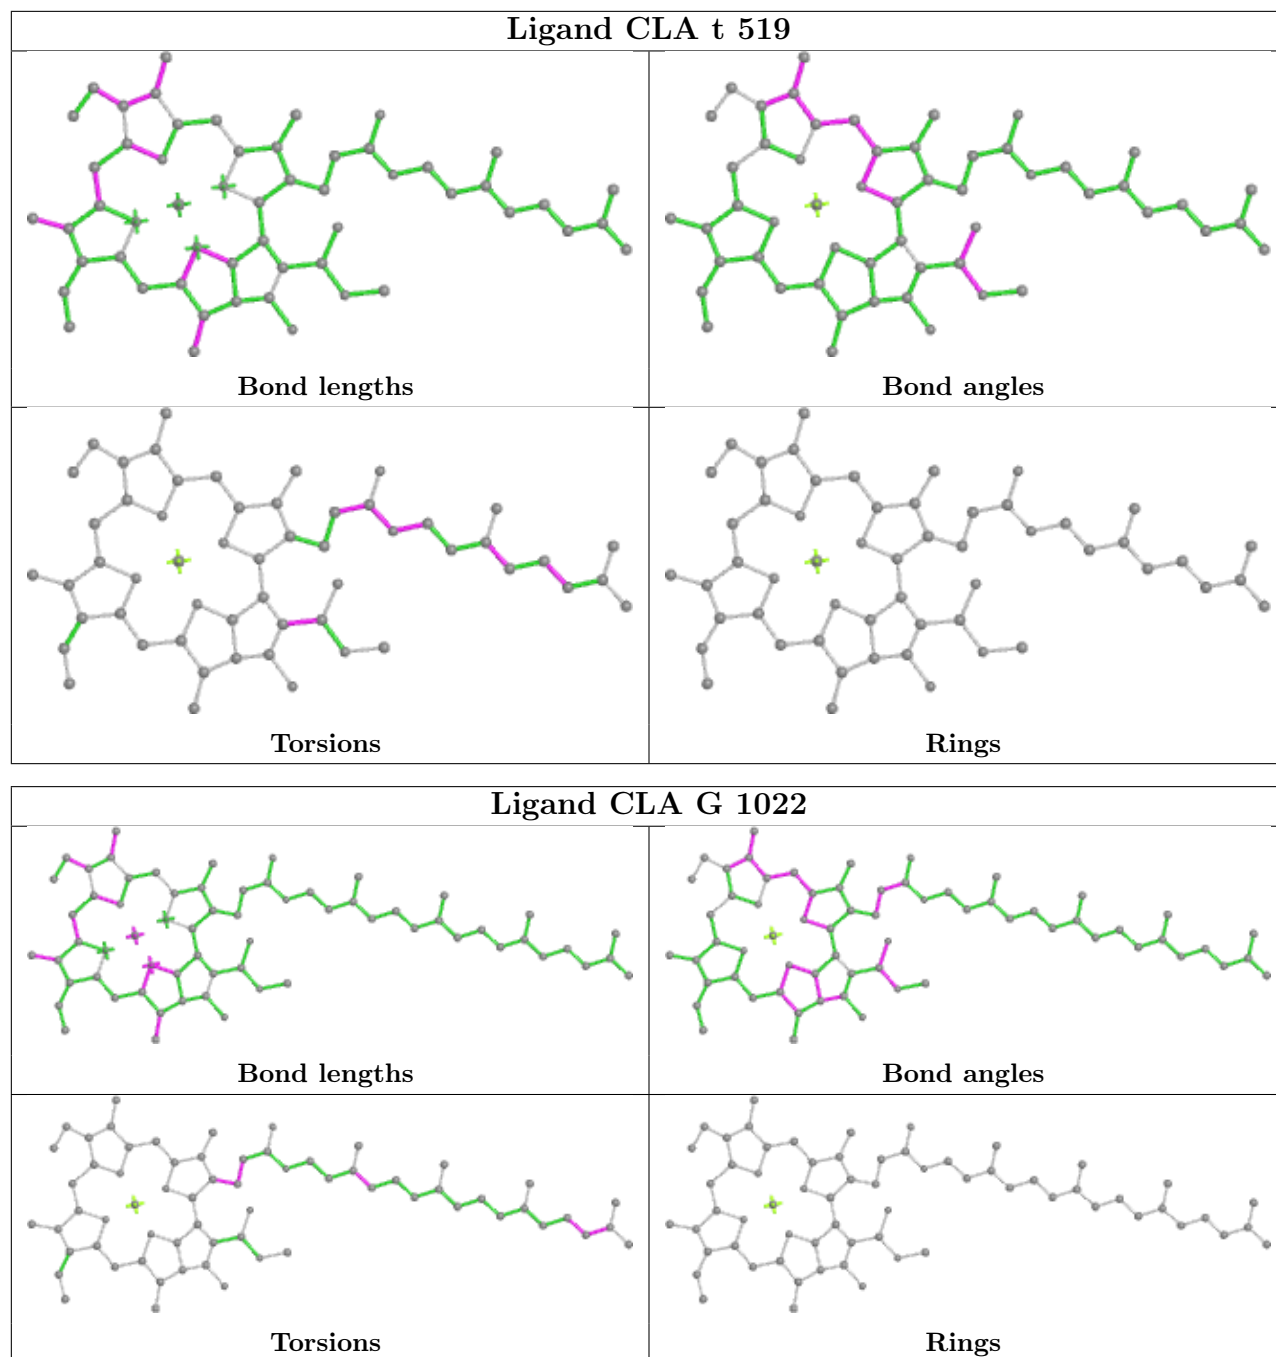 Ligand CLA t 519
Bond lengths
Bond angles
Torsions
Rings
Ligand CLA G 1022
Bond lengths
Bond angles
Torsions
Rings